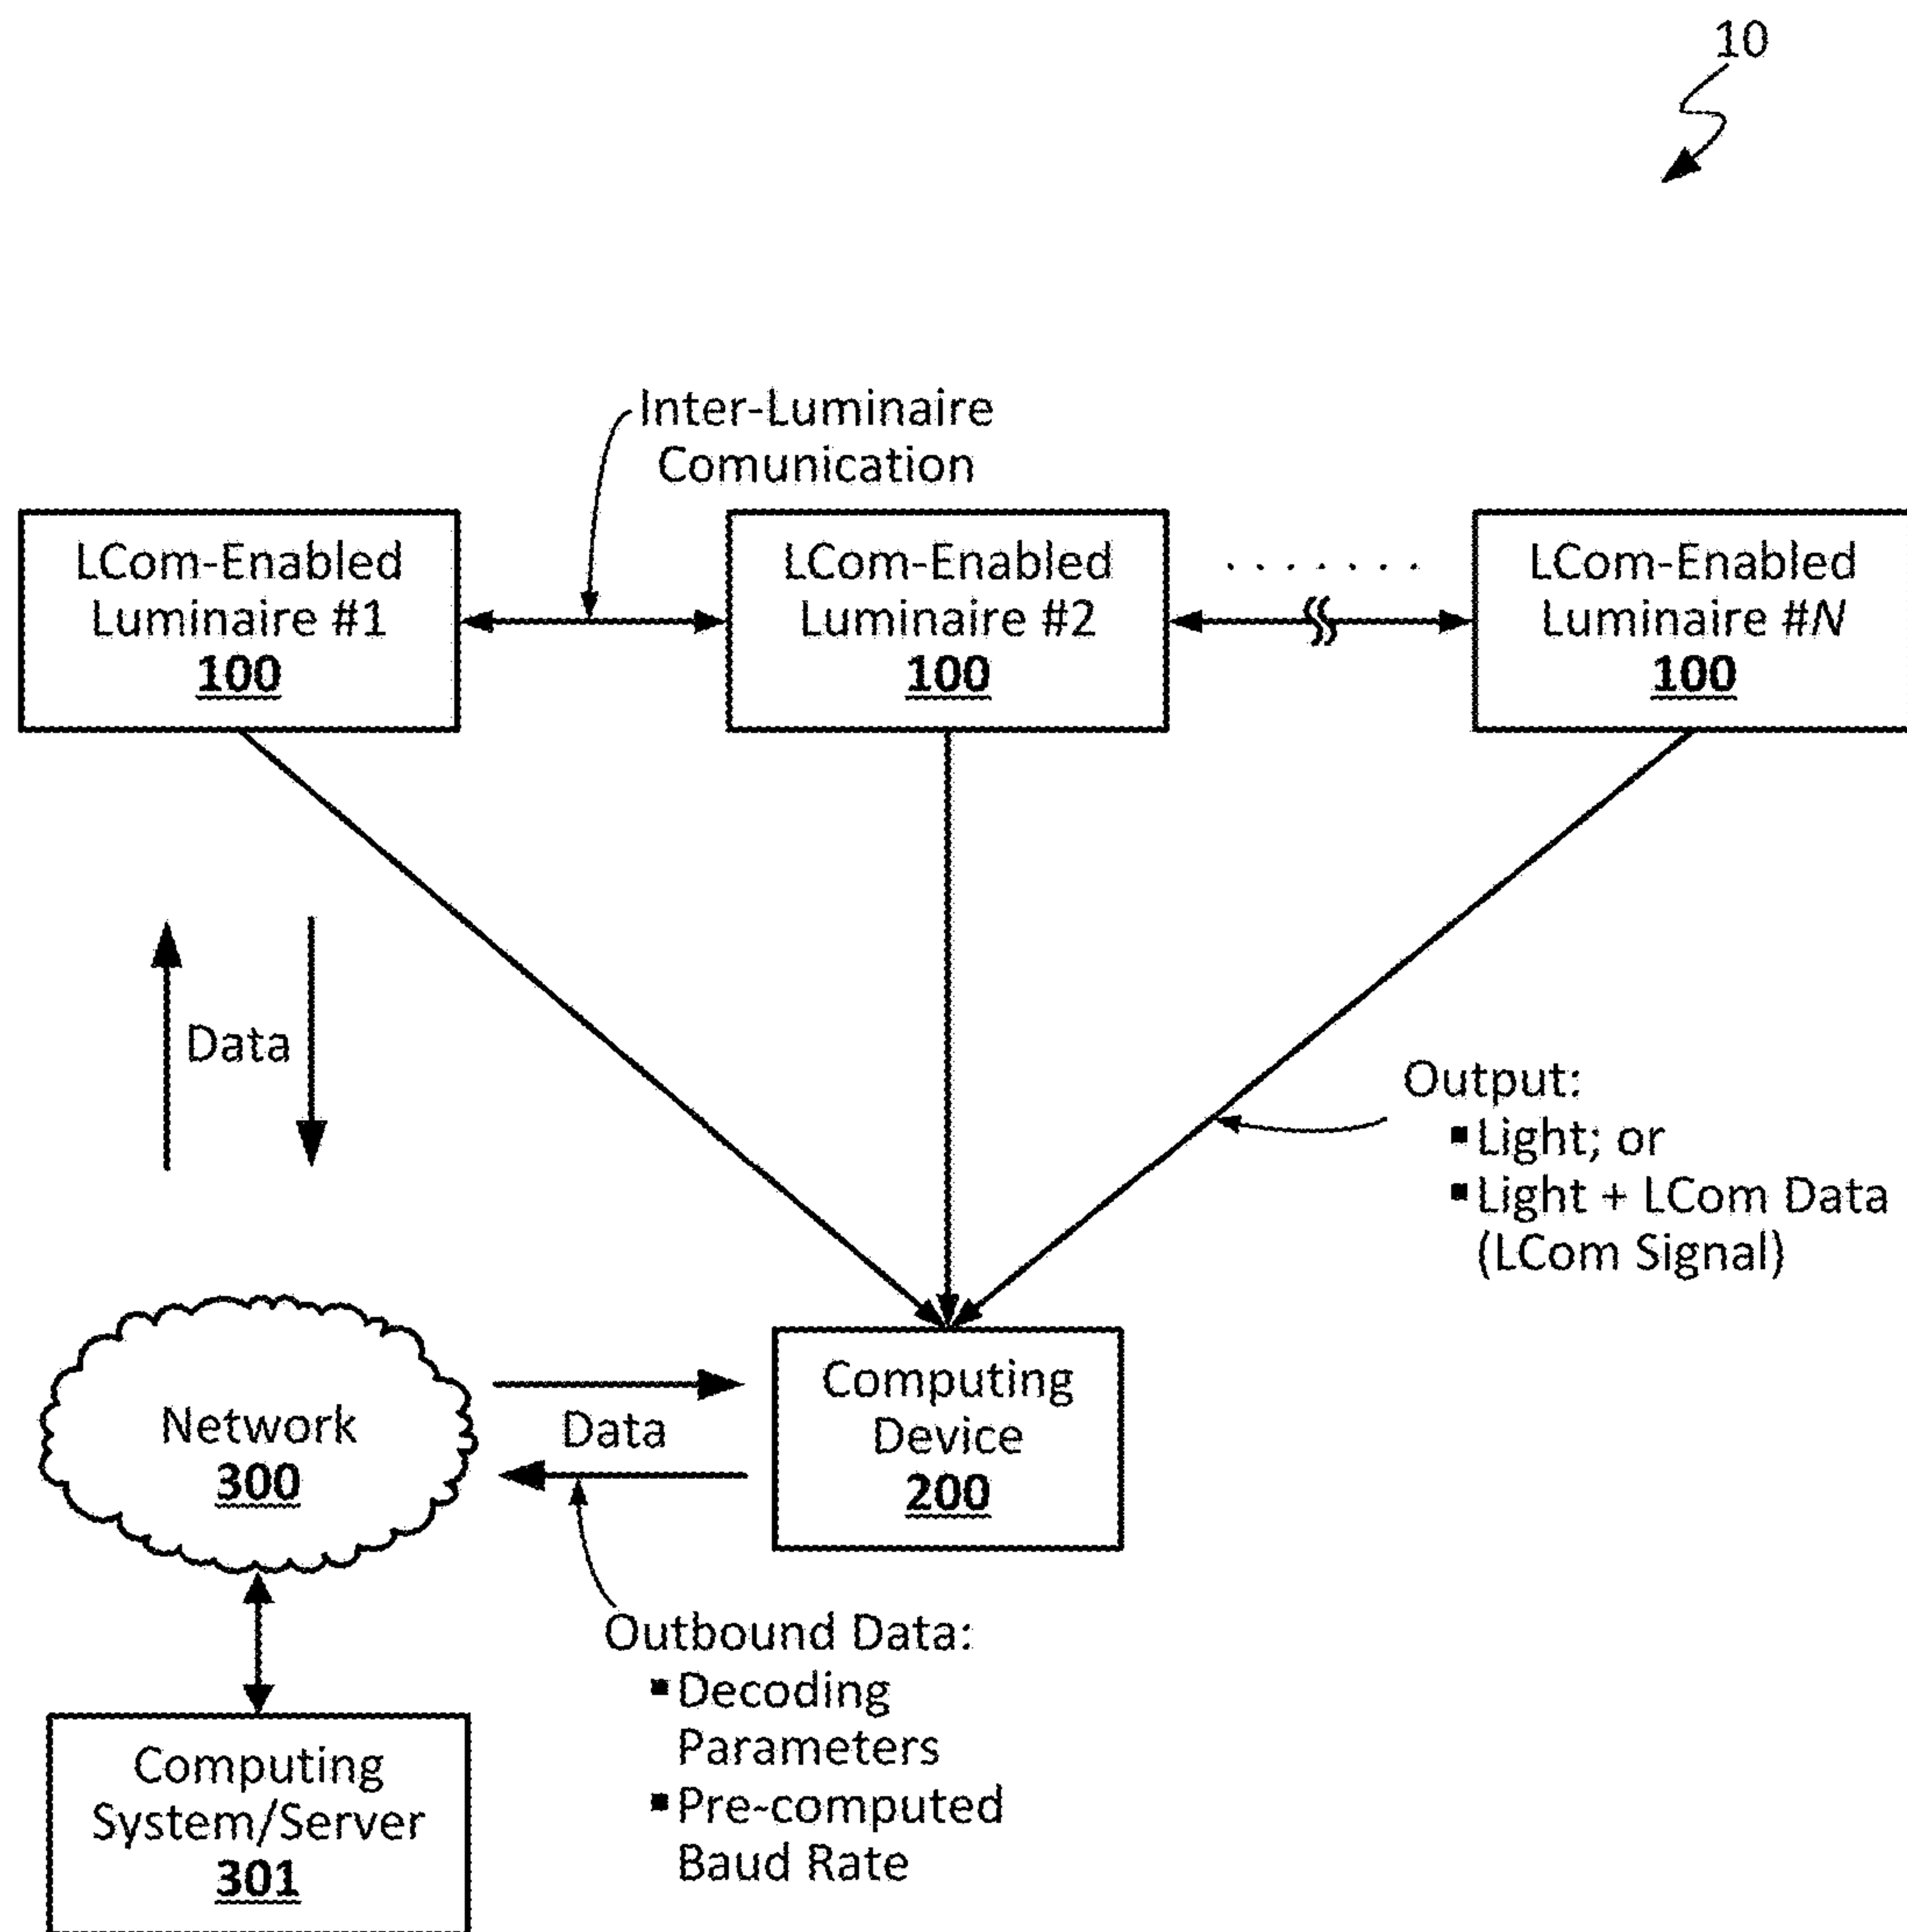 10
Inter-Luminaire
Comunication
LCom-Enabled
Luminaire #1
100
LCom-Enabled
Luminaire #2
100
. . . . . . .
LCom-Enabled
Luminaire #N
100
Data
Output:
▪Light; or
▪Light + LCom Data
(LCom Signal)
Network
300
Data
Computing
Device
200
Outbound Data:
▪Decoding
Parameters
▪Pre-computed
Baud Rate
Computing
System/Server
301